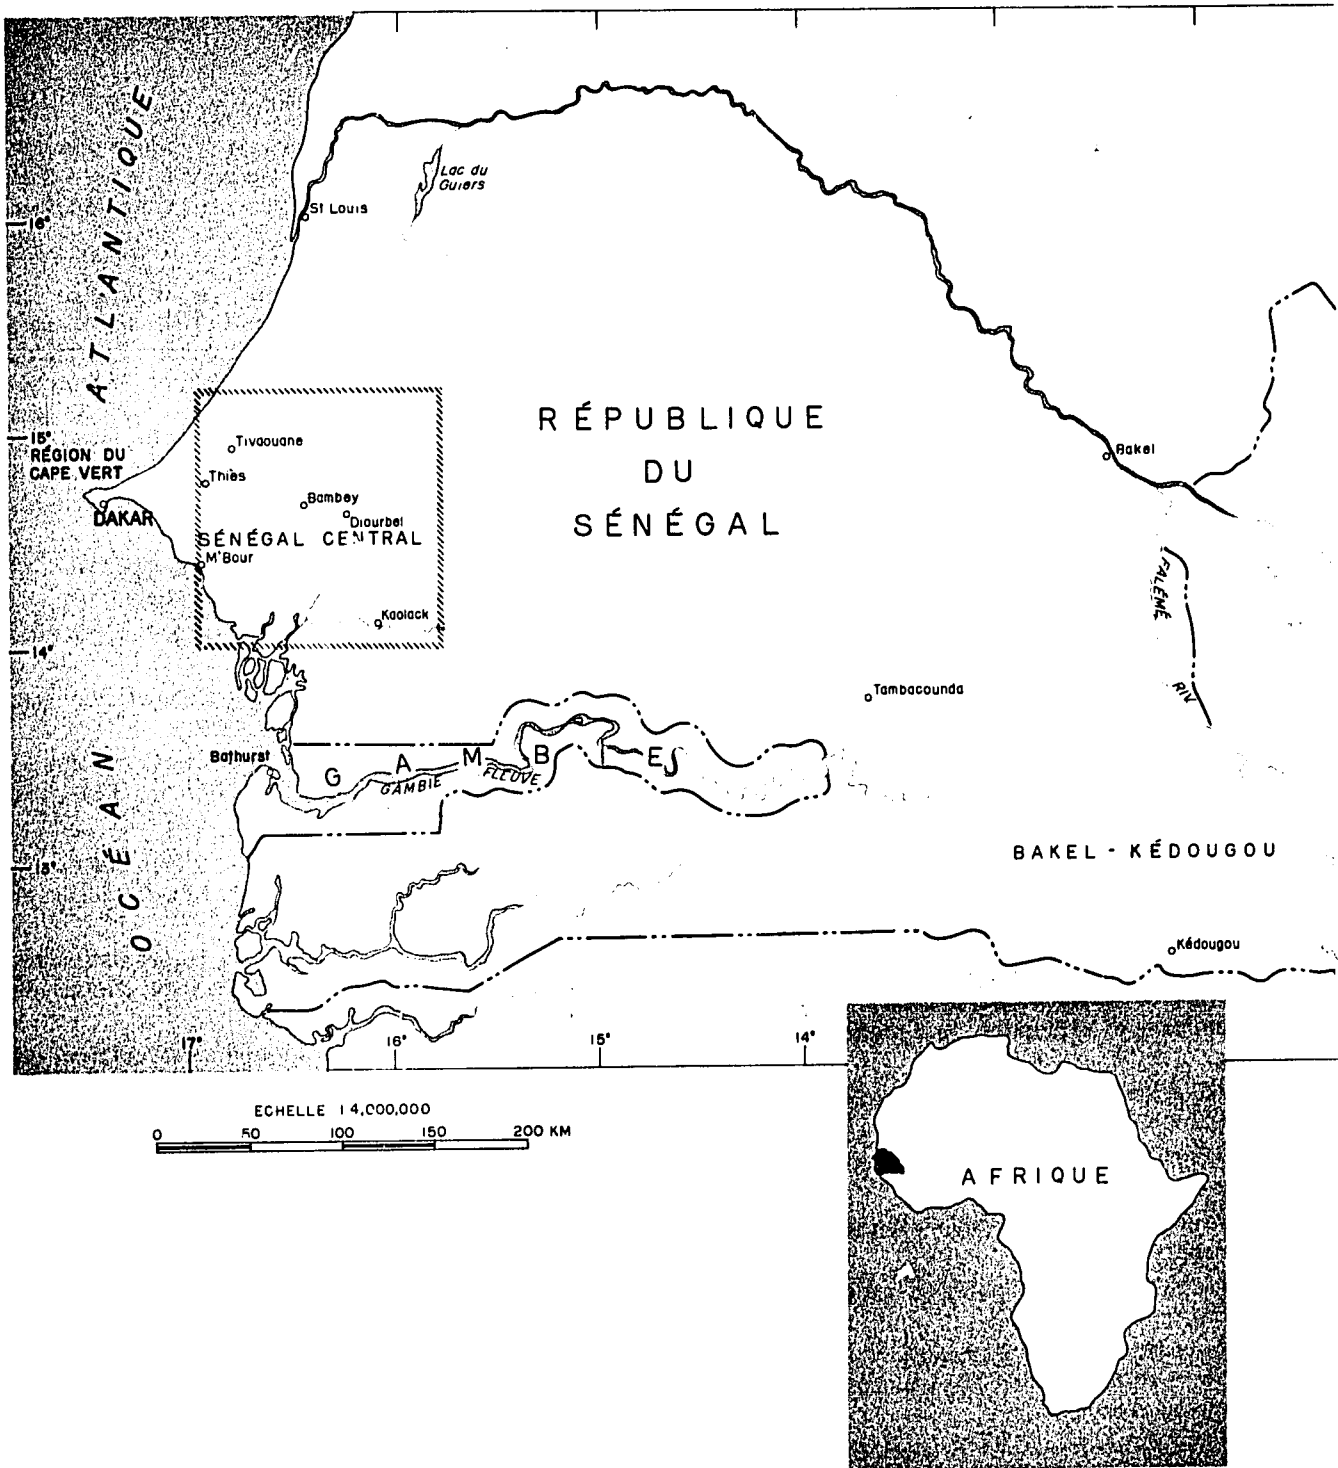 ATL'ANTIQUE
Lac du
Guiers
St Louis
16°
RÉPUBLIQUE
DU
SÉNÉGAL
15°
RÉGION DU
CAPE VERT
Tivaouane
Thiès
Bambey
Diourbel
DAKAR
SÉNÉGAL CENTRAL
M'Bour
Kaolack
Bakel
FALÉMÉ
RIV
14°
Tambacounda
OCÉAN
Bathurst
G A M B I E
FLEUVE
GAMBIE
13°
BAKEL - KÉDOUGOU
Kédougou
17°
16°
15°
14°
ECHELLE 1 4,000,000
0 50 100 150 200 KM
AFRIQUE